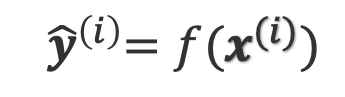 ŷ⁽ⁱ⁾ = f(x⁽ⁱ⁾)